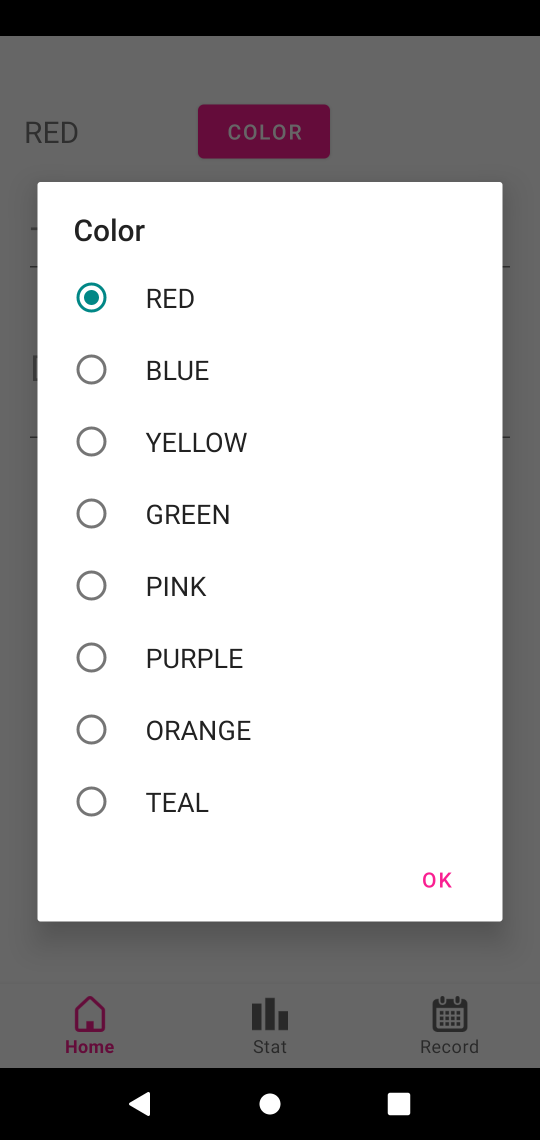 RED
COLOR
Color
RED
BLUE
YELLOW
GREEN
PINK
PURPLE
ORANGE
TEAL
OK
Home
Stat
Record